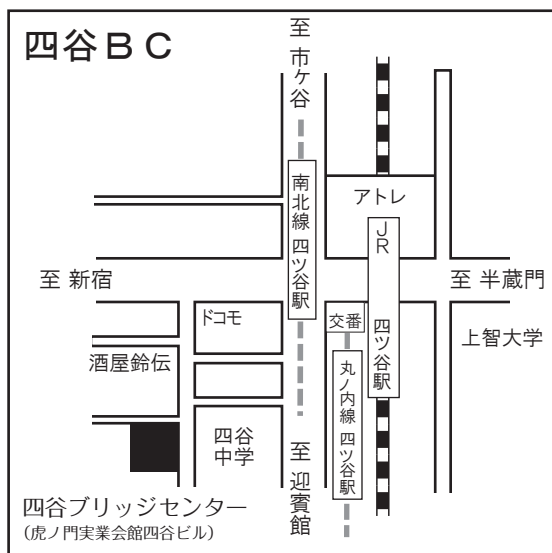 四谷ＢＣ
至 市ケ谷
南北線 四ツ谷駅
アトレ
JR 四ツ谷駅
至 新宿
至 半蔵門
ドコモ
交番
上智大学
酒屋鈴伝
丸ノ内線 四ツ谷駅
四谷
中学
至 迎賓館
四谷ブリッジセンター
(虎ノ門実業会館四谷ビル)